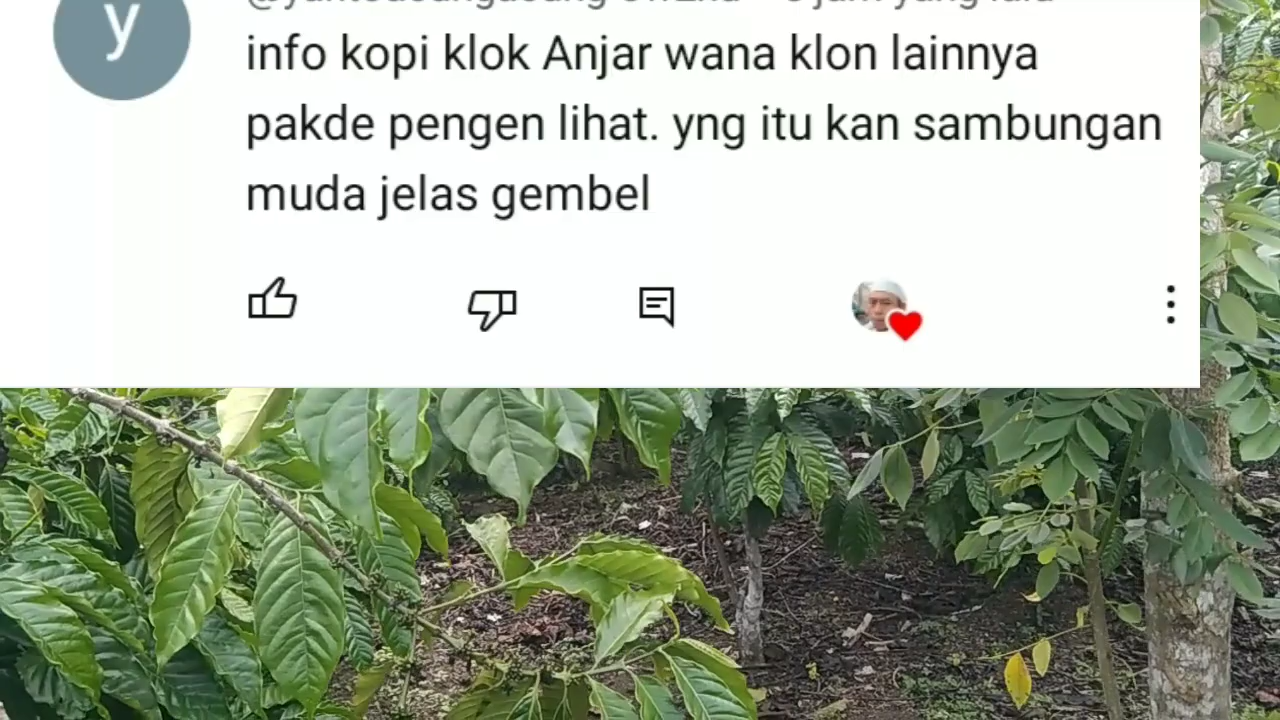 y
info kopi klok Anjar wana klon lainnya
pakde pengen lihat. yng itu kan sambungan
muda jelas gembel